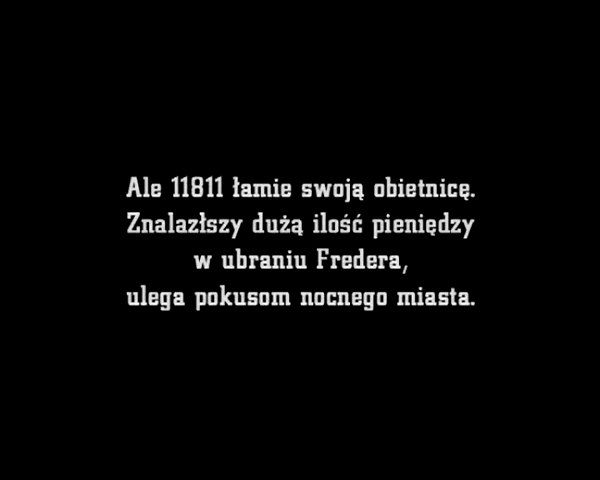 Ale 11811 łamie swoją obietnicę.
Znalazłszy dużą ilość pieniędzy
w ubraniu Fredera,
ulega pokusom nocnego miasta.